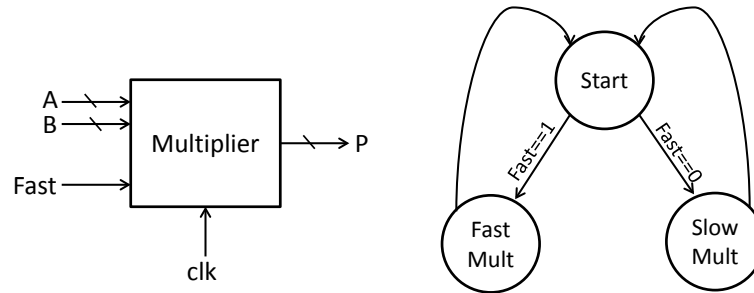 A
B
Fast
Multiplier
P
clk
Start
Fast==1
Fast==0
Fast
Mult
Slow
Mult